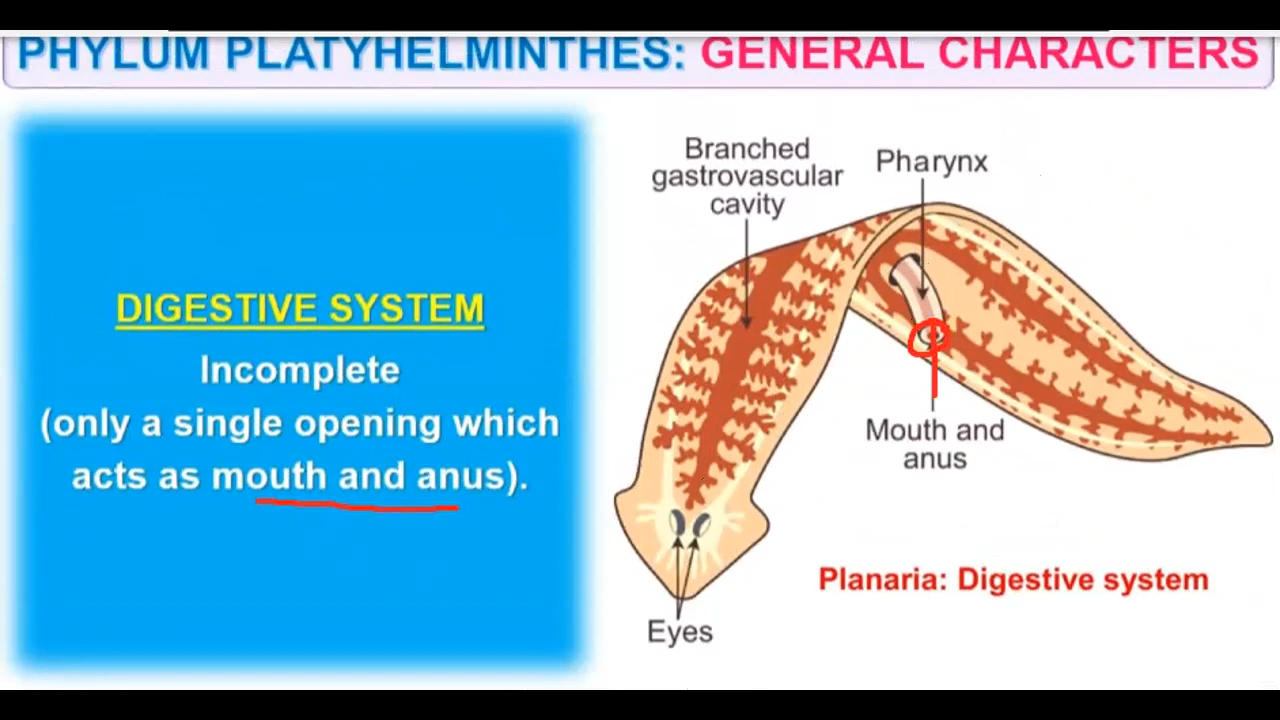 PHYLUM PLATYHELMINTHES: GENERAL CHARACTERS
DIGESTIVE SYSTEM
Incomplete
(only a single opening which
acts as mouth and anus).
Branched
gastrovascular
cavity
Pharynx
Mouth and
anus
Eyes
Planaria: Digestive system